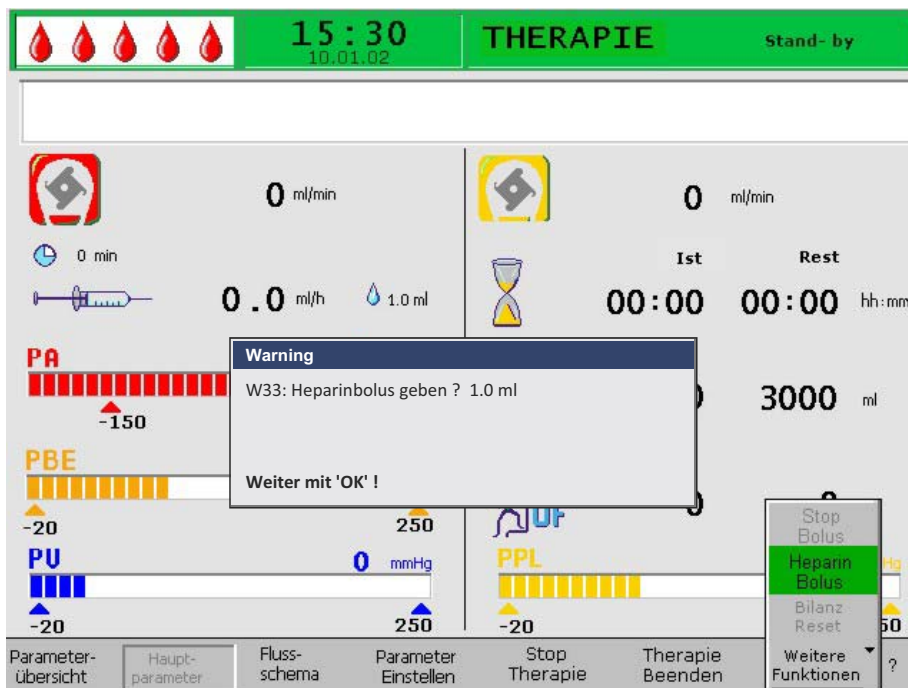 15:30
10.01.02
THERAPIE
Stand- by
0 ml/min
0 ml/min
0 min
Ist
Rest
0.0 ml/h
1.0 ml
00:00
00:00
hh:mm
PA
-150
Warning
W33: Heparinbolus geben ? 1.0 ml
Weiter mit 'OK' !
3000 ml
PBE
-20
250
UF
PV
0 mmHg
-20
250
PPL
-20
Stop
Bolus
Heparin
Bolus
Bilanz
Reset
Weitere
Funktionen
Parameter-
übersicht
Haupt-
parameter
Fluss-
schema
Parameter
Einstellen
Stop
Therapie
Therapie
Beenden
?